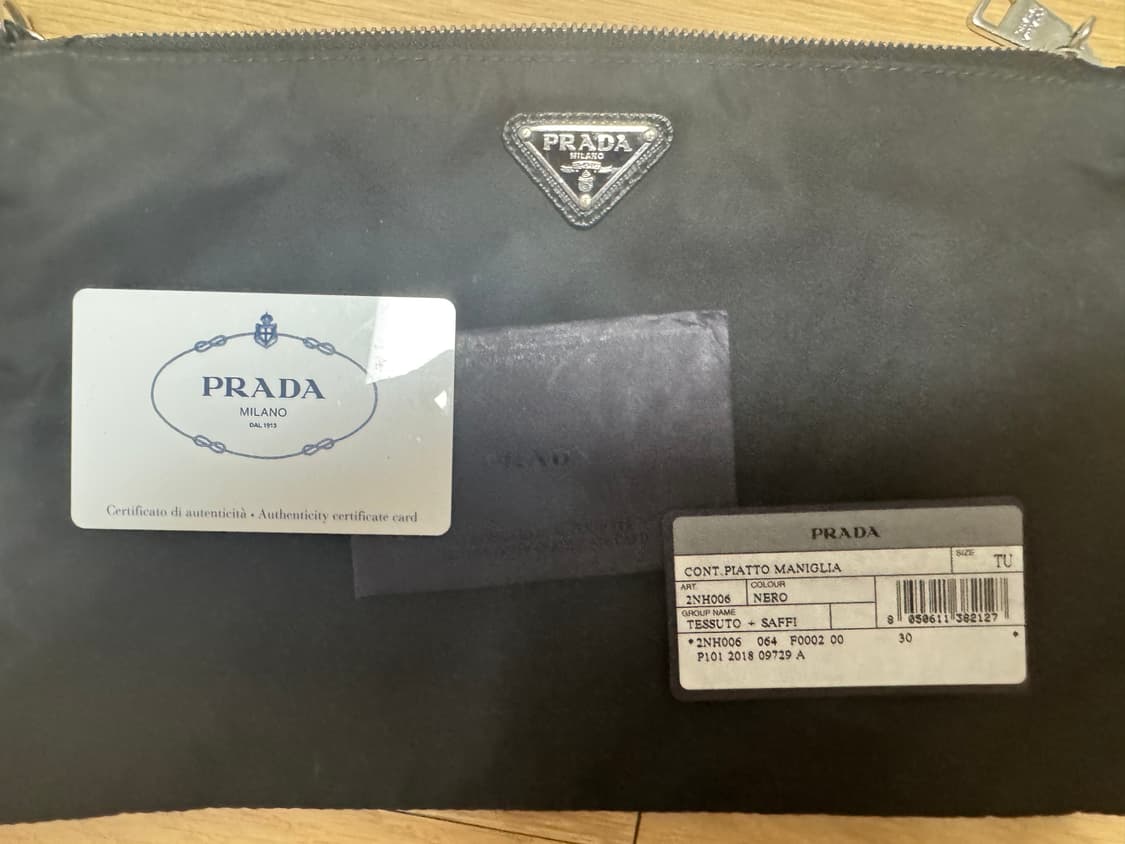 PRADA
MILANO
PRADA
MILANO
DAL 1913
Certificato di autenticità • Authenticity certificate card
PRADA
PRADA
CONT.PIATTO MANIGLIA
SIZE
TU
ART.
2NH006
COLOUR
NERO
GROUP NAME
TESSUTO + SAFFI
8 050611 382127
*2NH006 064 F0002 00 30 *
P101 2018 09729 A